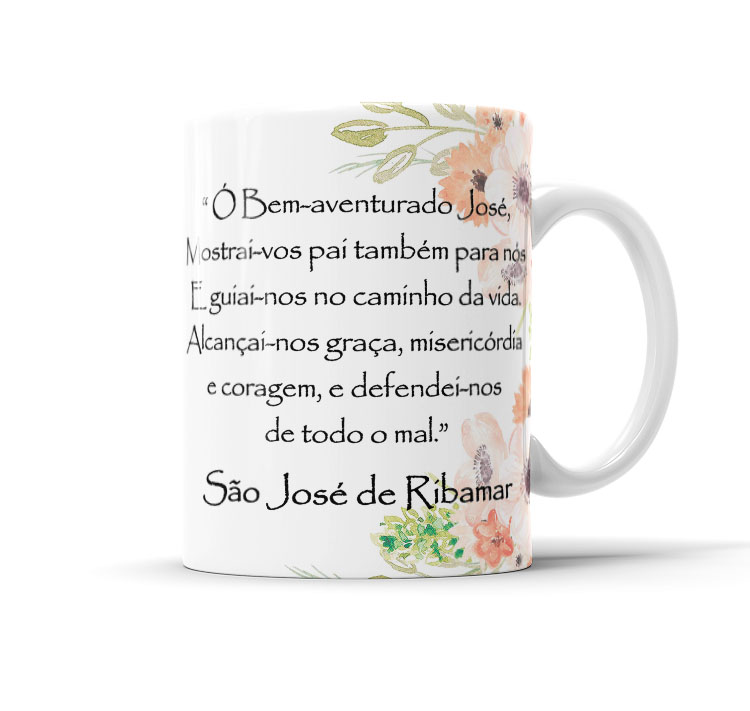 “ Ó Bem-aventurado José,
Mostrai-vos pai também para nós
E guiai-nos no caminho da vida.
Alcançai-nos graça, misericórdia
e coragem, e defendei-nos
de todo o mal.”
São José de Ribamar